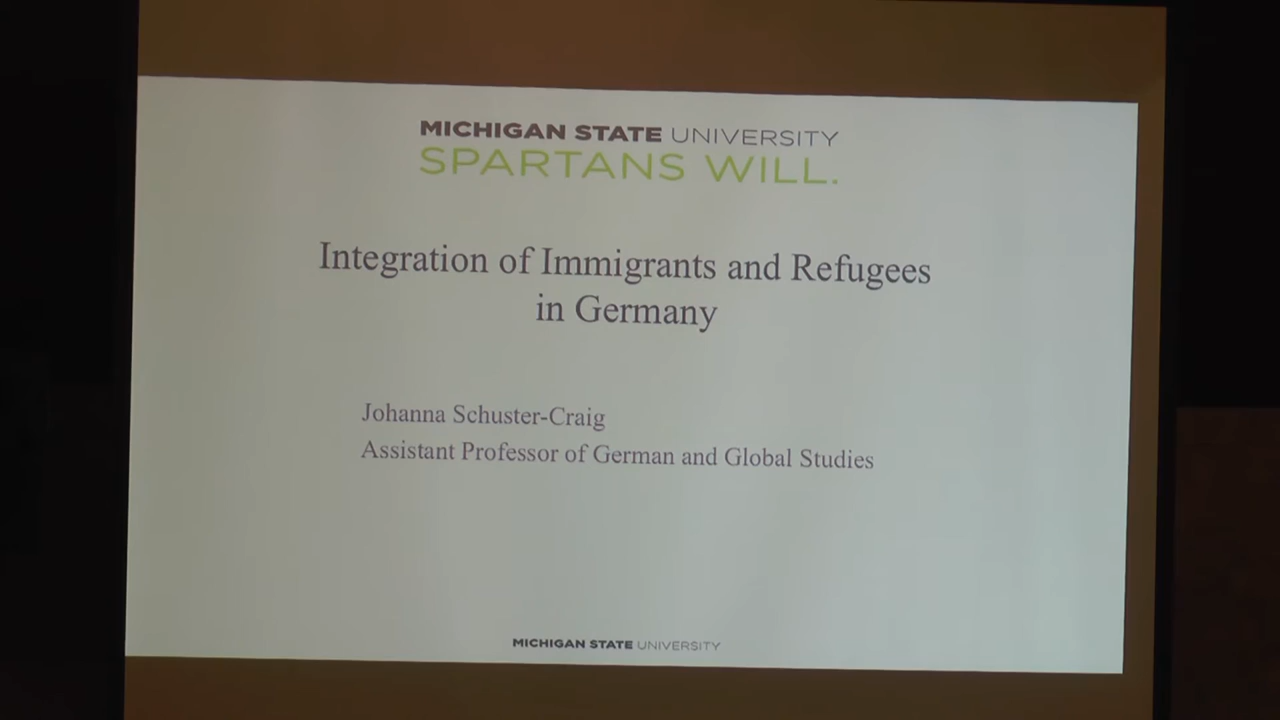 MICHIGAN STATE UNIVERSITY
SPARTANS WILL.
Integration of Immigrants and Refugees
in Germany
Johanna Schuster-Craig
Assistant Professor of German and Global Studies
MICHIGAN STATE UNIVERSITY